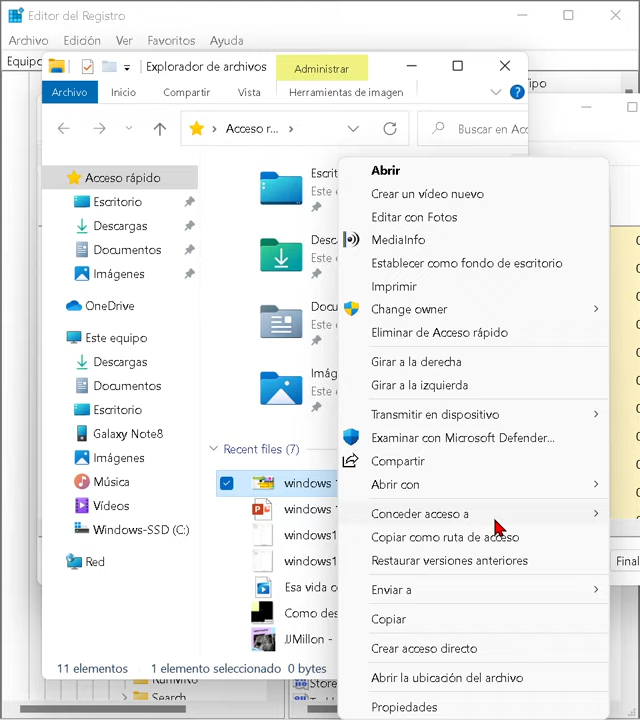 Editor del Registro
Archivo Edición Ver Favoritos Ayuda
Equipo
Explorador de archivos
Administrar
Archivo Inicio Compartir Vista Herramientas de imagen
Acceso r...
Buscar en Acc
Acceso rápido
Escritorio
Descargas
Documentos
Imágenes
OneDrive
Este equipo
Descargas
Documentos
Escritorio
Galaxy Note8
Imágenes
Música
Vídeos
Windows-SSD (C:)
Red
Escrit
Este e
Desc
Este e
Docu
Este e
Imág
Este e
Recent files (7)
windows 1
windows 1
windows1
windows1
Esa vida o
Como des
JJMillon -
11 elementos 1 elemento seleccionado 0 bytes
Abrir
Crear un vídeo nuevo
Editar con Fotos
MediaInfo
Establecer como fondo de escritorio
Imprimir
Change owner
Eliminar de Acceso rápido
Girar a la derecha
Girar a la izquierda
Transmitir en dispositivo
Examinar con Microsoft Defender...
Compartir
Abrir con
Conceder acceso a
Copiar como ruta de acceso
Restaurar versiones anteriores
Enviar a
Copiar
Crear acceso directo
Abrir la ubicación del archivo
Propiedades
ipo
Final
RunMRU
Search
Store